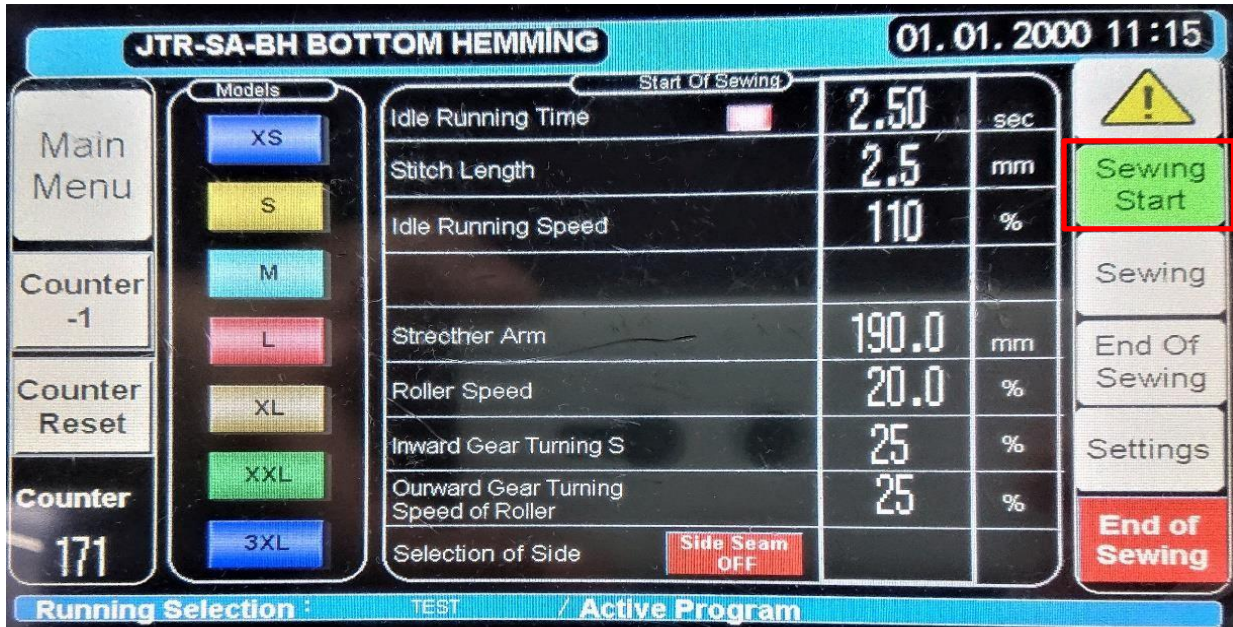 JTR-SA-BH BOTTOM HEMMİNG
01.01.2000 11:15
Main
Menu
Counter
-1
Counter
Reset
Counter
171
Models
XS
S
M
L
XL
XXL
3XL
Start Of Sewing
Idle Running Time 2.50 sec
Stitch Length 2.5 mm
Idle Running Speed 110 %
Streother Arm 190.0 mm
Roller Speed 20.0 %
Inward Gear Turning S 25 %
Ourward Gear Turning
Speed of Roller 25 %
Selection of Side Side Seam
OFF
Sewing
Start
Sewing
End Of
Sewing
Settings
End of
Sewing
Running Selection : TEST / Active Program